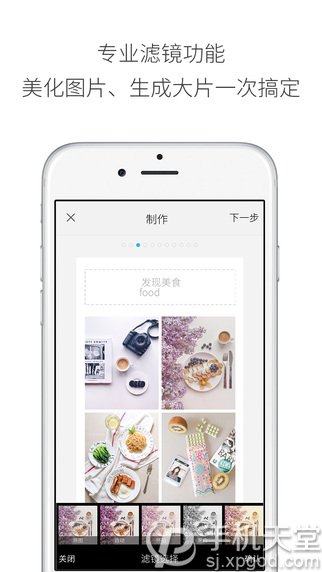 专业滤镜功能
美化图片、生成大片一次搞定
制作
下一步
发现美食
food
自动
关闭
滤镜选择
手机天堂
sj.xpgod.com